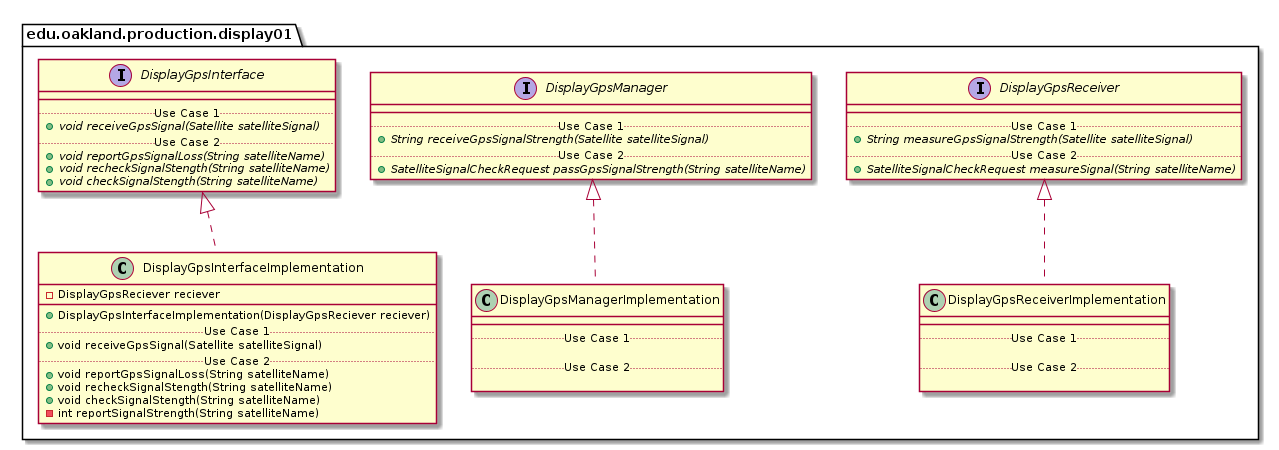 edu.oakland.production.display01
I DisplayGpsInterface
Use Case 1
void receiveGpsSignal(Satellite satelliteSignal)
Use Case 2
void reportGpsSignalLoss(String satelliteName)
void recheckSignalStength(String satelliteName)
void checkSignalStength(String satelliteName)
I DisplayGpsManager
Use Case 1
String receiveGpsSignalStrength(Satellite satelliteSignal)
Use Case 2
SatelliteSignalCheckRequest passGpsSignalStrength(String satelliteName)
I DisplayGpsReceiver
Use Case 1
String measureGpsSignalStrength(Satellite satelliteSignal)
Use Case 2
SatelliteSignalCheckRequest measureSignal(String satelliteName)
C DisplayGpsInterfaceImplementation
DisplayGpsReciever reciever
DisplayGpsInterfaceImplementation(DisplayGpsReciever reciever)
Use Case 1
void receiveGpsSignal(Satellite satelliteSignal)
Use Case 2
void reportGpsSignalLoss(String satelliteName)
void recheckSignalStength(String satelliteName)
void checkSignalStength(String satelliteName)
int reportSignalStrength(String satelliteName)
C DisplayGpsManagerImplementation
Use Case 1
Use Case 2
C DisplayGpsReceiverImplementation
Use Case 1
Use Case 2